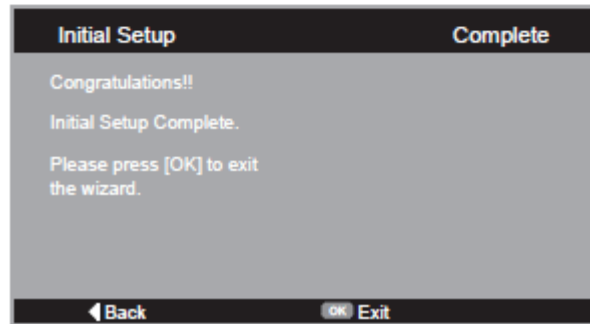 Initial Setup Complete
Congratulations!!
Initial Setup Complete.
Please press [OK] to exit
the wizard.
Back OK Exit